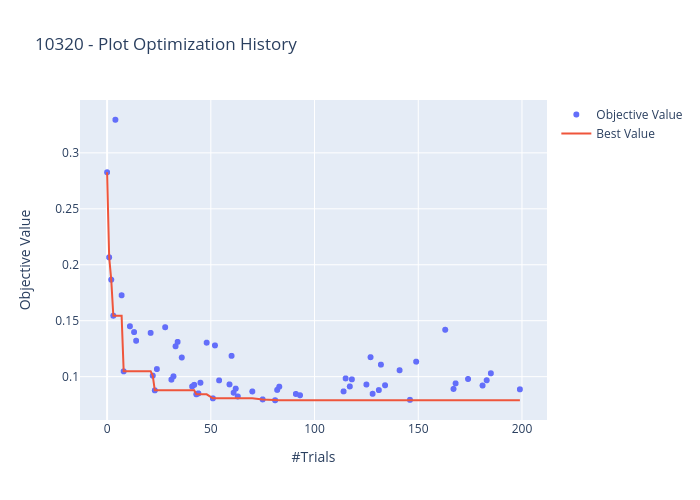 10320 - Plot Optimization History
Objective Value
Best Value
0.3
0.25
0.2
0.15
0.1
Objective Value
0
50
100
150
200
#Trials